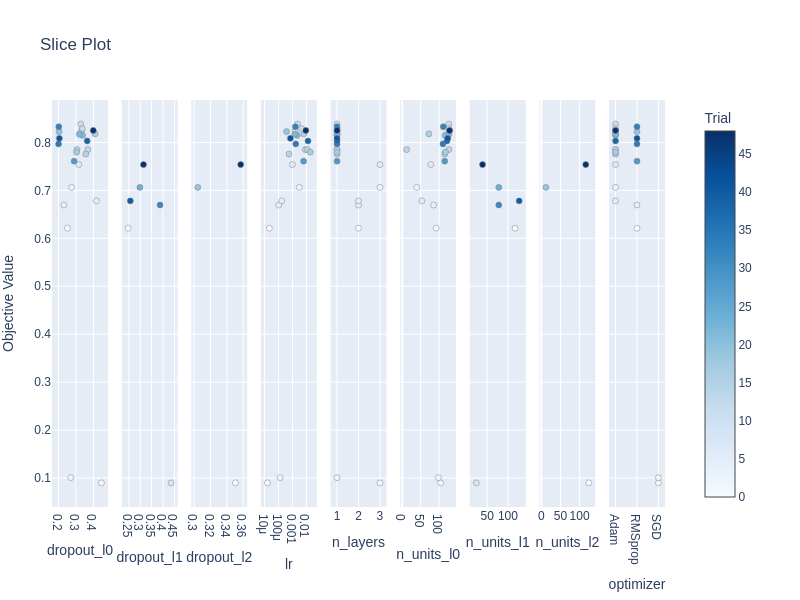 Slice Plot
Trial
Objective Value
0.8
0.7
0.6
0.5
0.4
0.3
0.2
0.1
45
40
35
30
25
20
15
10
5
0
0.2 0.3 0.4
0.25 0.3 0.35 0.4 0.45
0.3 0.32 0.34 0.36
10μ 100μ 0.001 0.01
1 2 3
0 50 100
50 100
0 50 100
Adam RMSprop SGD
dropout_l0
dropout_l1
dropout_l2
lr
n_layers
n_units_l0
n_units_l1
n_units_l2
optimizer